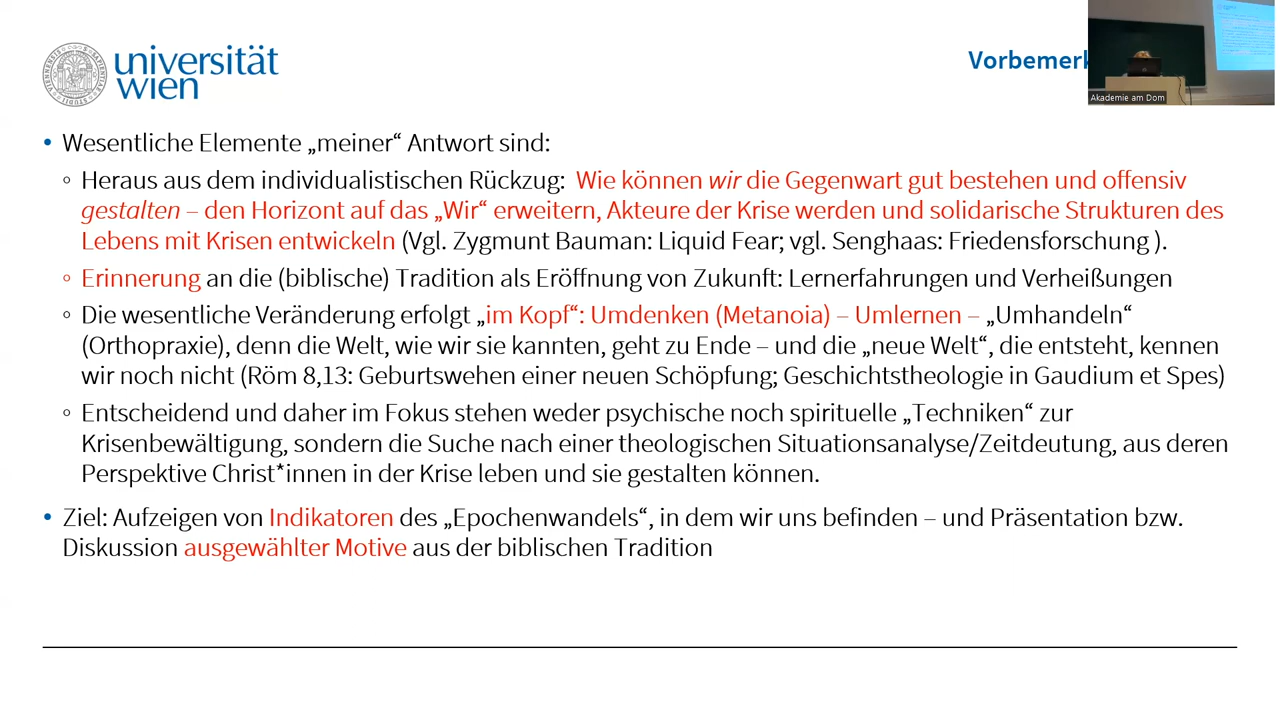 universität
wien
Vorbemerk
Akademie am Dom
• Wesentliche Elemente „meiner“ Antwort sind:
◦ Heraus aus dem individualistischen Rückzug: Wie können wir die Gegenwart gut bestehen und offensiv
gestalten – den Horizont auf das „Wir“ erweitern, Akteure der Krise werden und solidarische Strukturen des
Lebens mit Krisen entwickeln (Vgl. Zygmunt Bauman: Liquid Fear; vgl. Senghaas: Friedensforschung ).
◦ Erinnerung an die (biblische) Tradition als Eröffnung von Zukunft: Lernerfahrungen und Verheißungen
◦ Die wesentliche Veränderung erfolgt „im Kopf“: Umdenken (Metanoia) – Umlernen – „Umhandeln“
(Orthopraxie), denn die Welt, wie wir sie kannten, geht zu Ende – und die „neue Welt“, die entsteht, kennen
wir noch nicht (Röm 8,13: Geburtswehen einer neuen Schöpfung; Geschichtstheologie in Gaudium et Spes)
◦ Entscheidend und daher im Fokus stehen weder psychische noch spirituelle „Techniken“ zur
Krisenbewältigung, sondern die Suche nach einer theologischen Situationsanalyse/Zeitdeutung, aus deren
Perspektive Christ*innen in der Krise leben und sie gestalten können.
• Ziel: Aufzeigen von Indikatoren des „Epochenwandels“, in dem wir uns befinden – und Präsentation bzw.
Diskussion ausgewählter Motive aus der biblischen Tradition